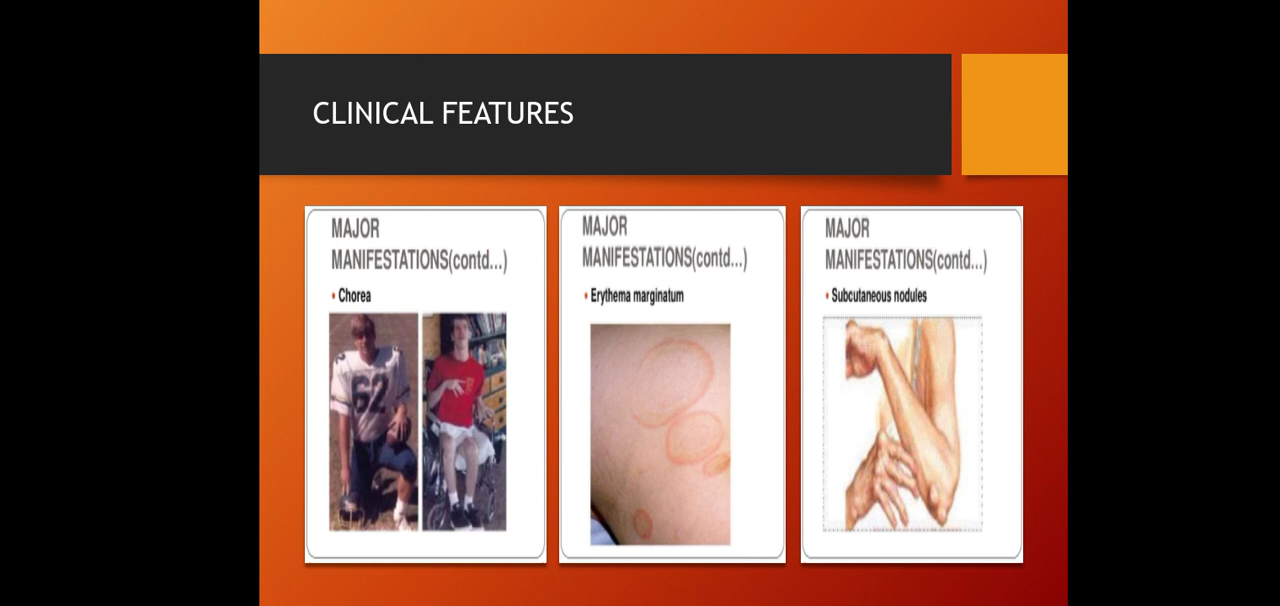 CLINICAL FEATURES
MAJOR
MANIFESTATIONS(contd...)
• Chorea
62
MAJOR
MANIFESTATIONS(contd...)
• Erythema marginatum
MAJOR
MANIFESTATIONS(contd...)
• Subcutaneous nodules